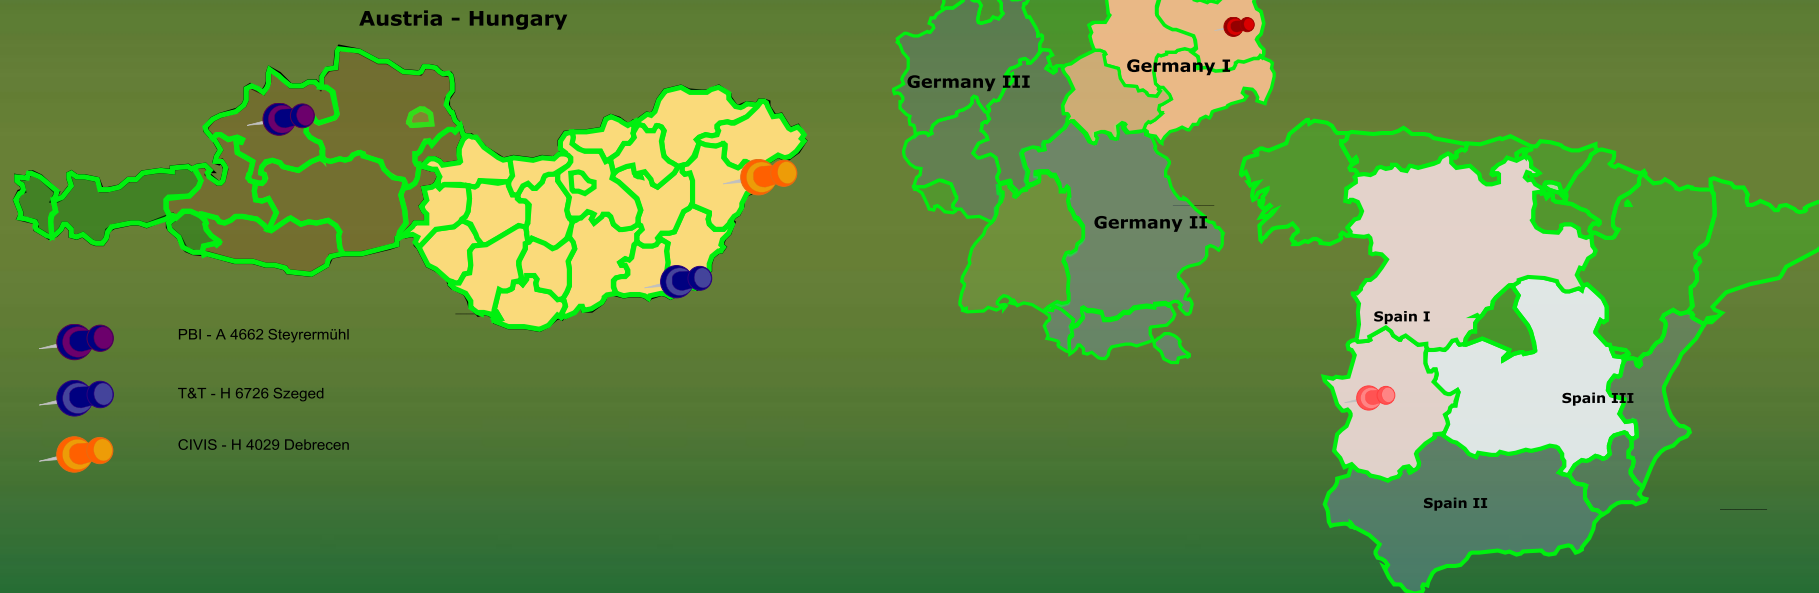 Austria - Hungary
Germany III
Germany I
Germany II
PBI - A 4662 Steyrermühl
T&T - H 6726 Szeged
CIVIS - H 4029 Debrecen
Spain I
Spain III
Spain II